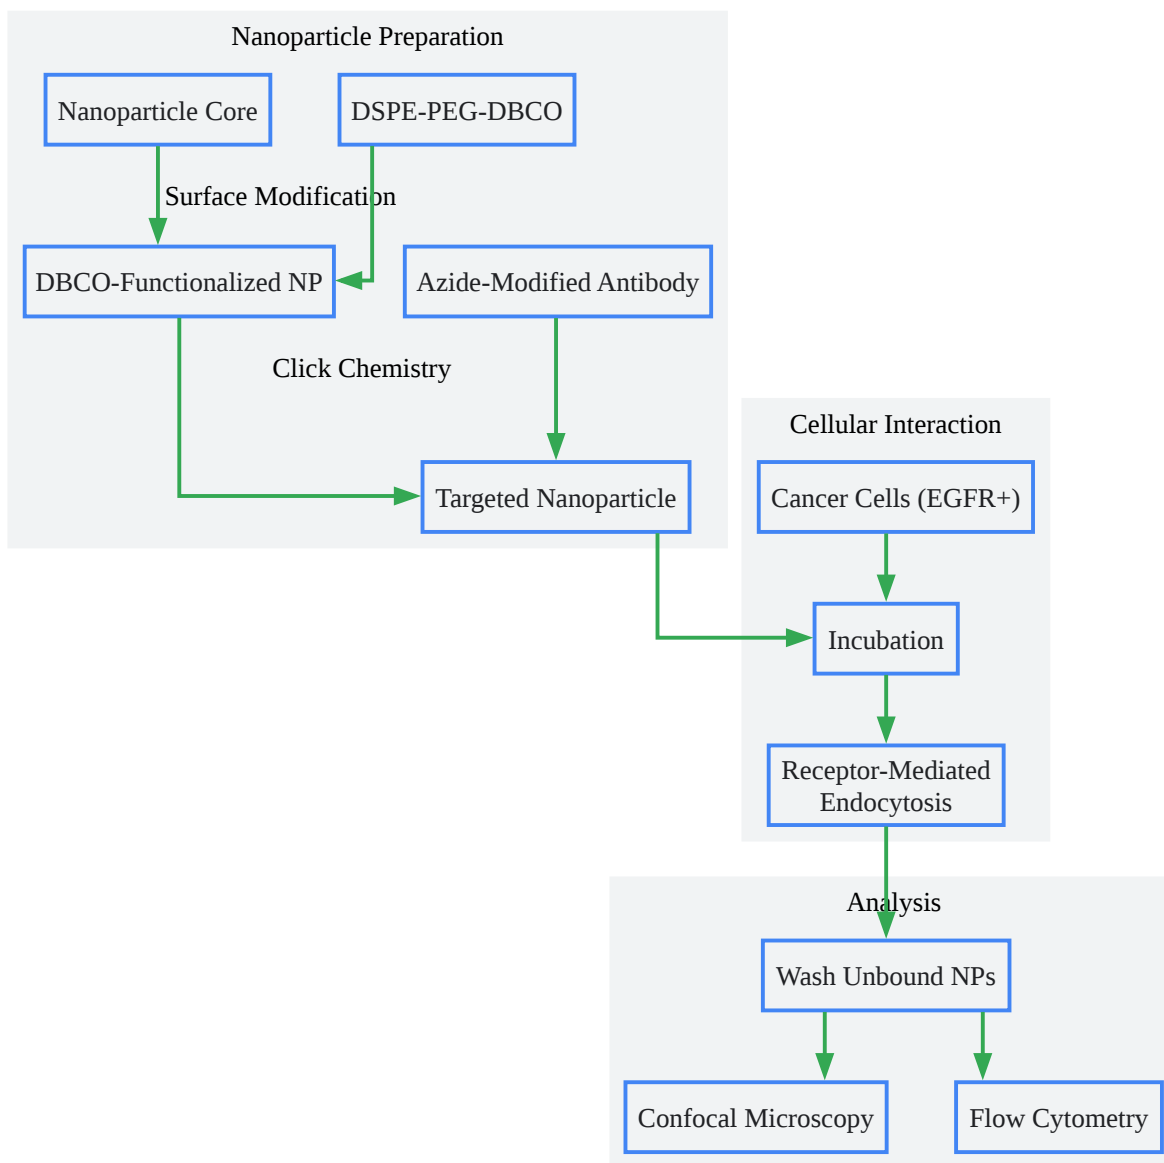 Nanoparticle Preparation
Nanoparticle Core
DSPE-PEG-DBCO
Surface Modification
DBCO-Functionalized NP
Azide-Modified Antibody
Click Chemistry
Targeted Nanoparticle
Cellular Interaction
Cancer Cells (EGFR+)
Incubation
Receptor-Mediated
Endocytosis
Analysis
Wash Unbound NPs
Confocal Microscopy
Flow Cytometry